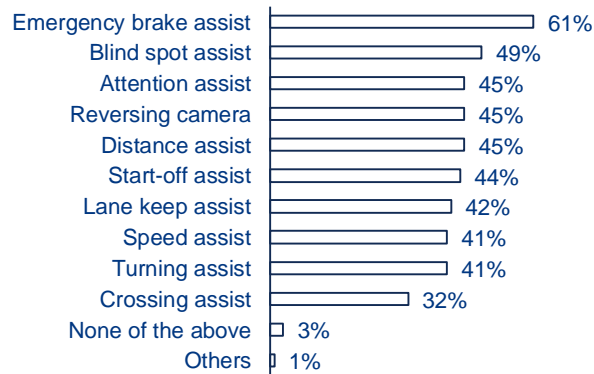 Emergency brake assist 61%
Blind spot assist 49%
Attention assist 45%
Reversing camera 45%
Distance assist 45%
Start-off assist 44%
Lane keep assist 42%
Speed assist 41%
Turning assist 41%
Crossing assist 32%
None of the above 3%
Others 1%